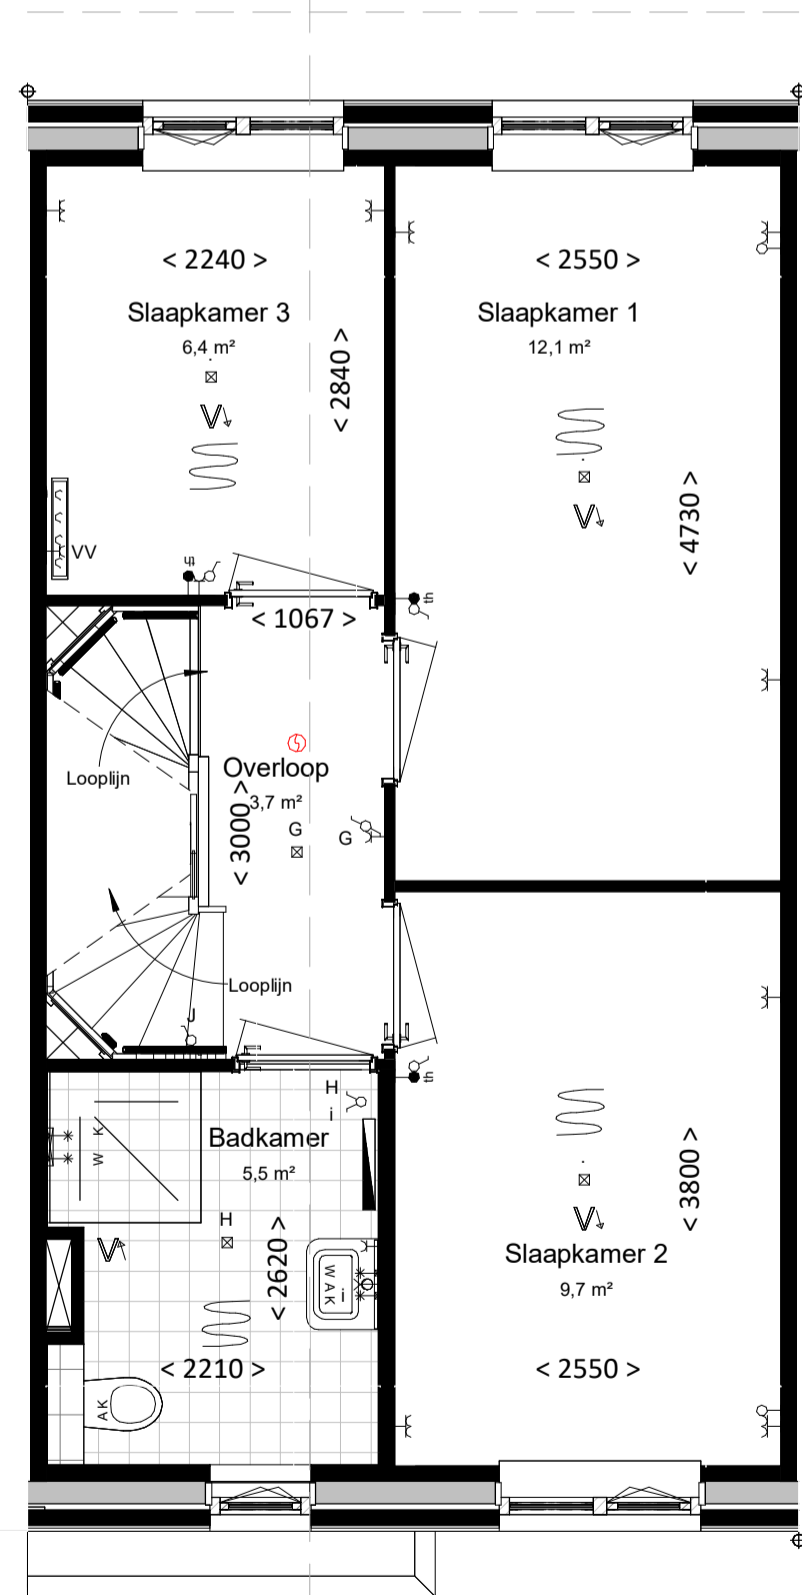 < 2240 >
< 2550 >
Slaapkamer 3
6,4 m²
Slaapkamer 1
12,1 m²
< 2840 >
V
V
< 4730 >
VV
th
< 1067 >
th
Looplijn
Overloop
3,7 m²
< 3000 >
G
G
Looplijn
J
th
H
i
Badkamer
5,5 m²
W K
H
V
< 2620 >
W A K
i
< 3800 >
V
Slaapkamer 2
9,7 m²
< 2210 >
< 2550 >
A K